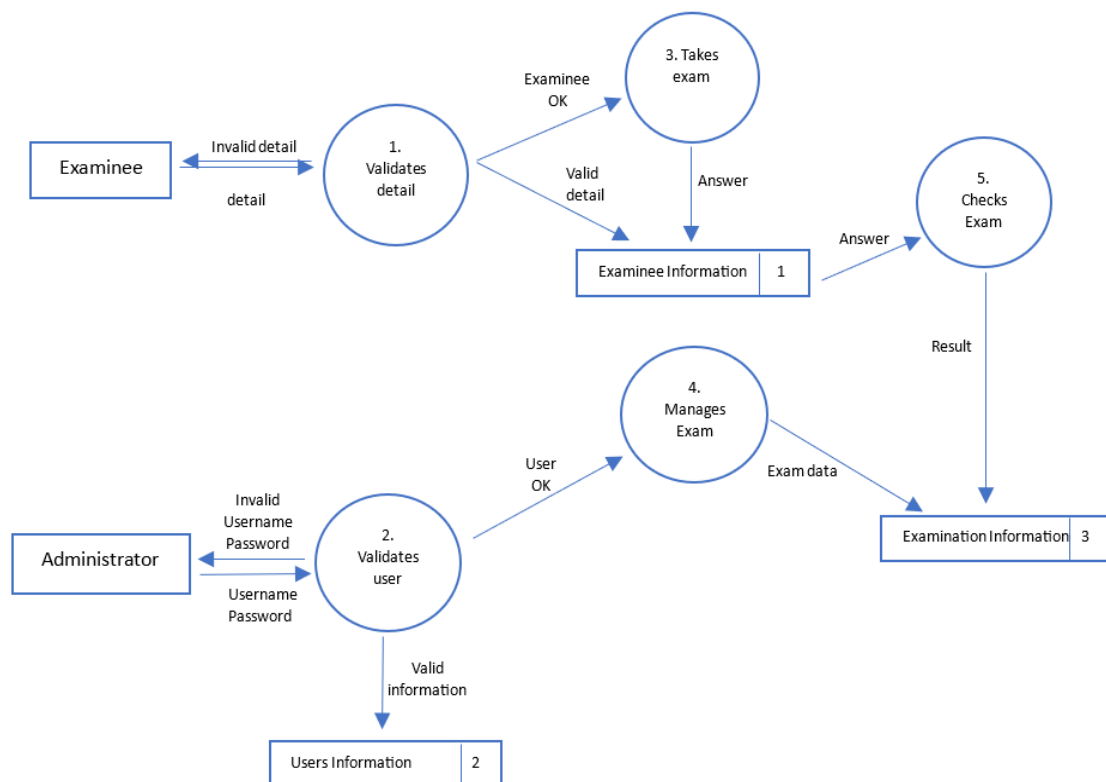 3. Takes
exam
Examinee
OK
Examinee
Invalid detail
detail
1.
Validates
detail
Valid
detail
Answer
5.
Checks
Exam
Examinee Information 1
Answer
Result
4.
Manages
Exam
User
OK
Exam data
Invalid
Username
Password
Administrator
Username
Password
2.
Validates
user
Examination Information 3
Valid
information
Users Information 2